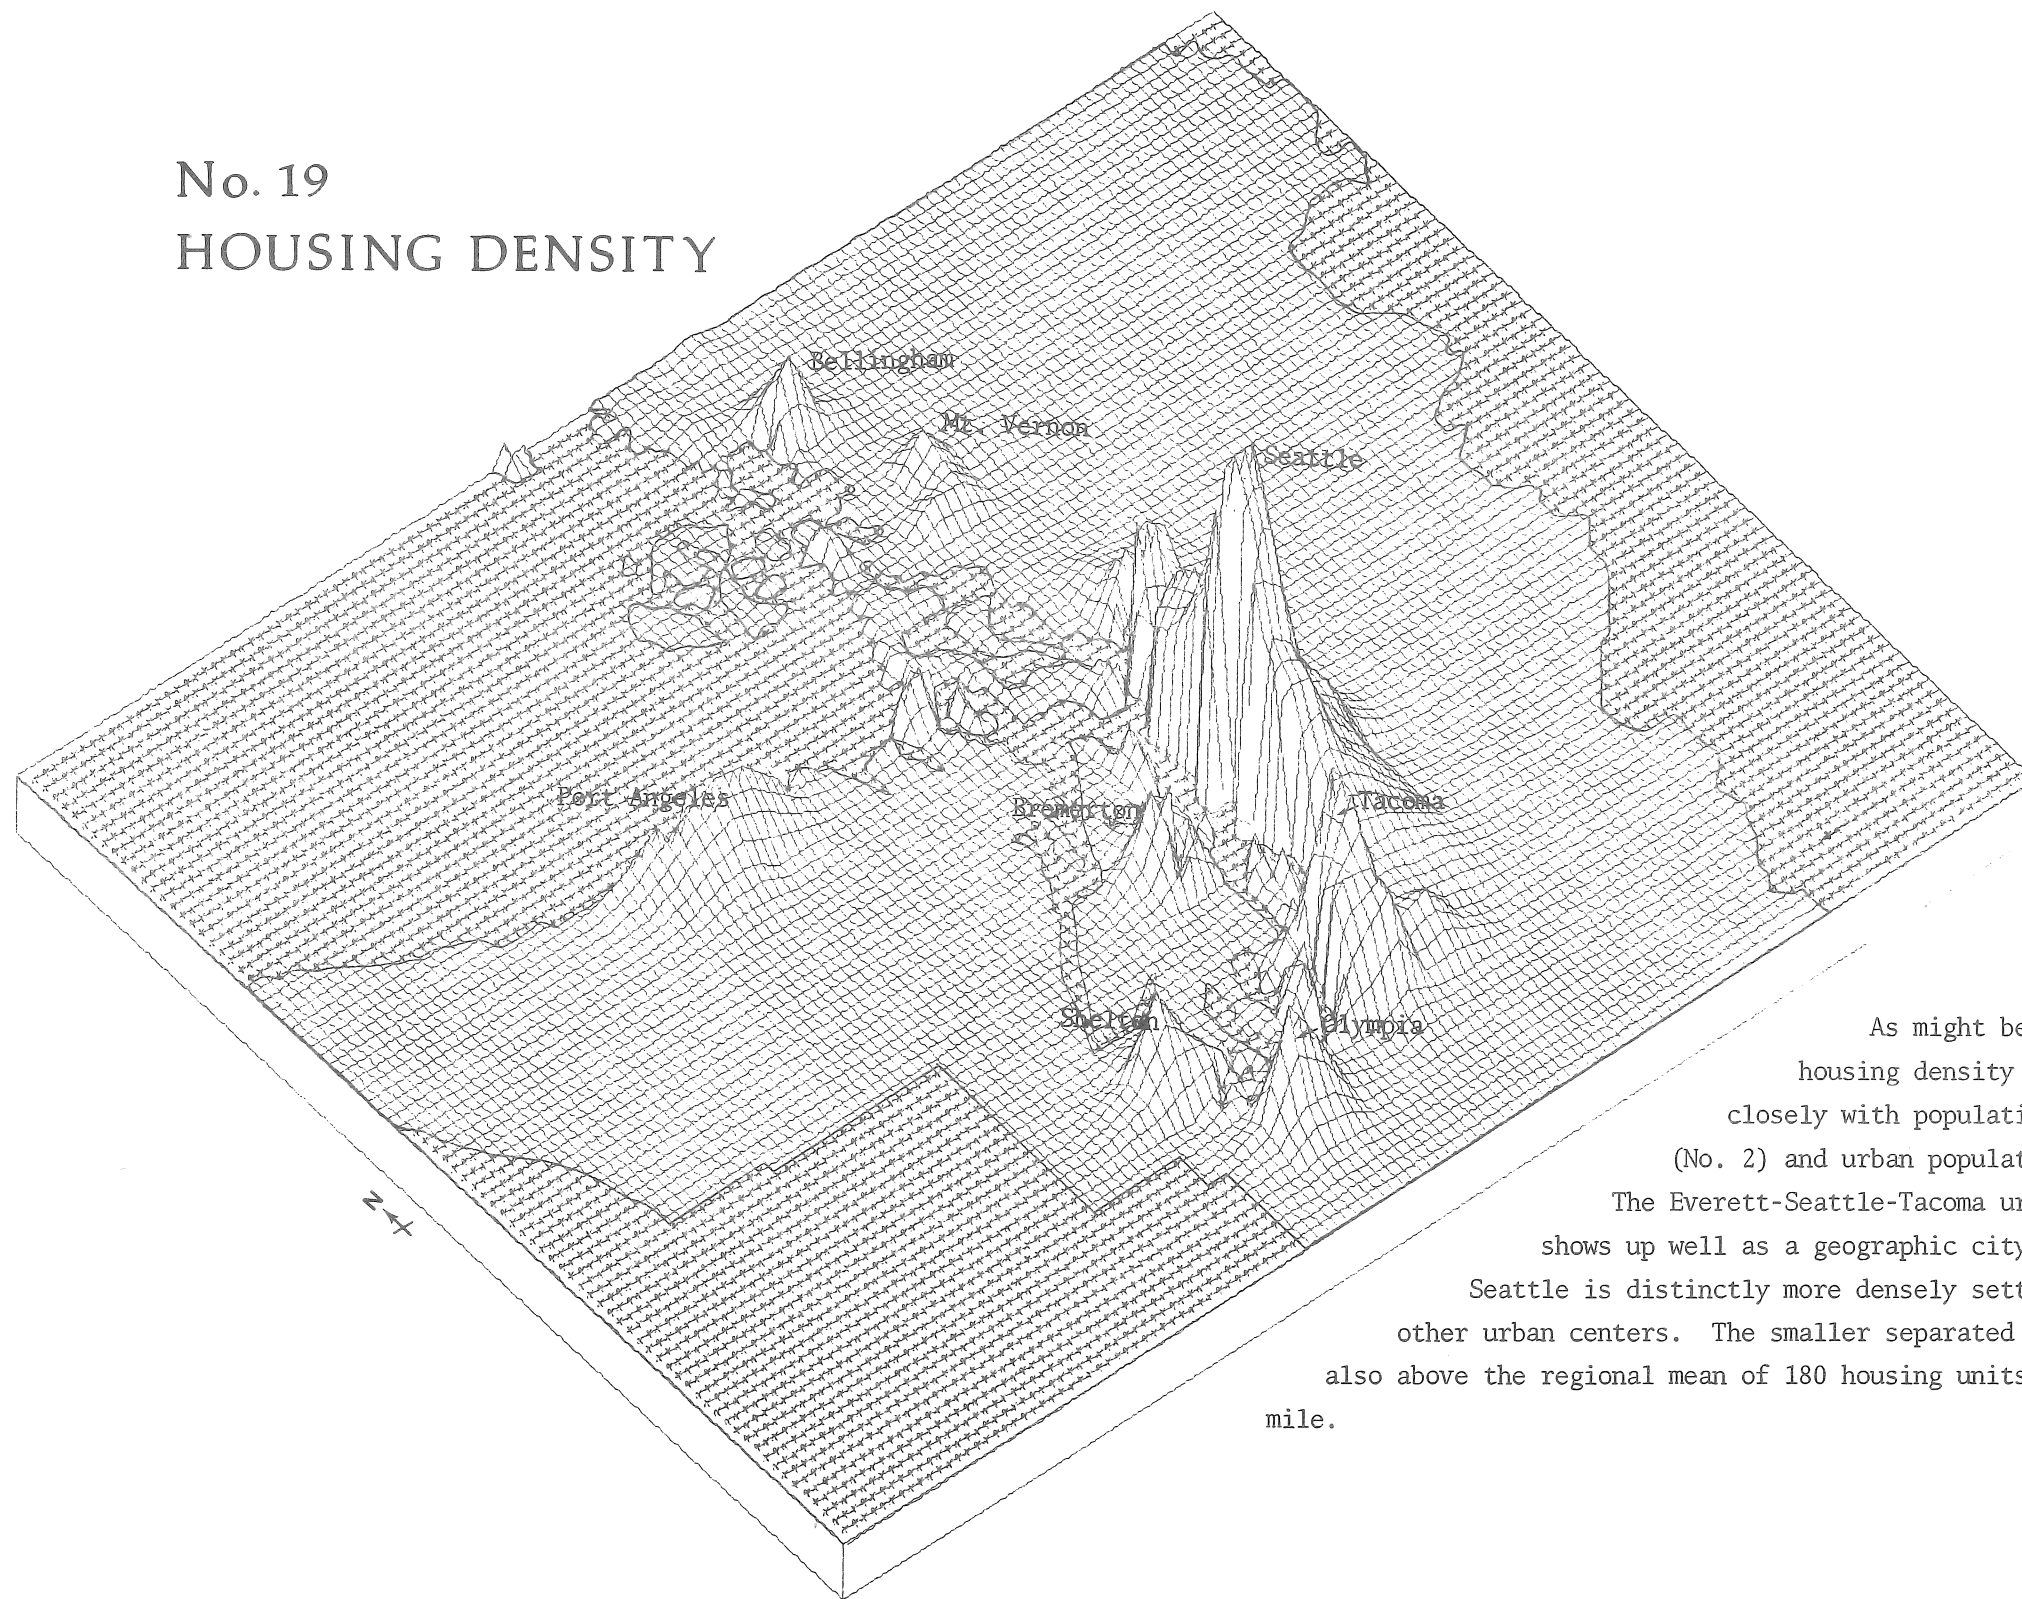 No. 19
HOUSING DENSITY
Bellingham
Mt. Vernon
Seattle
Port Angeles
Bremerton
Tacoma
Shelton
Olympia
N
As might be
housing density
closely with populati
(No. 2) and urban populat
The Everett-Seattle-Tacoma ur
shows up well as a geographic city
Seattle is distinctly more densely sett
other urban centers. The smaller separated
also above the regional mean of 180 housing units
mile.